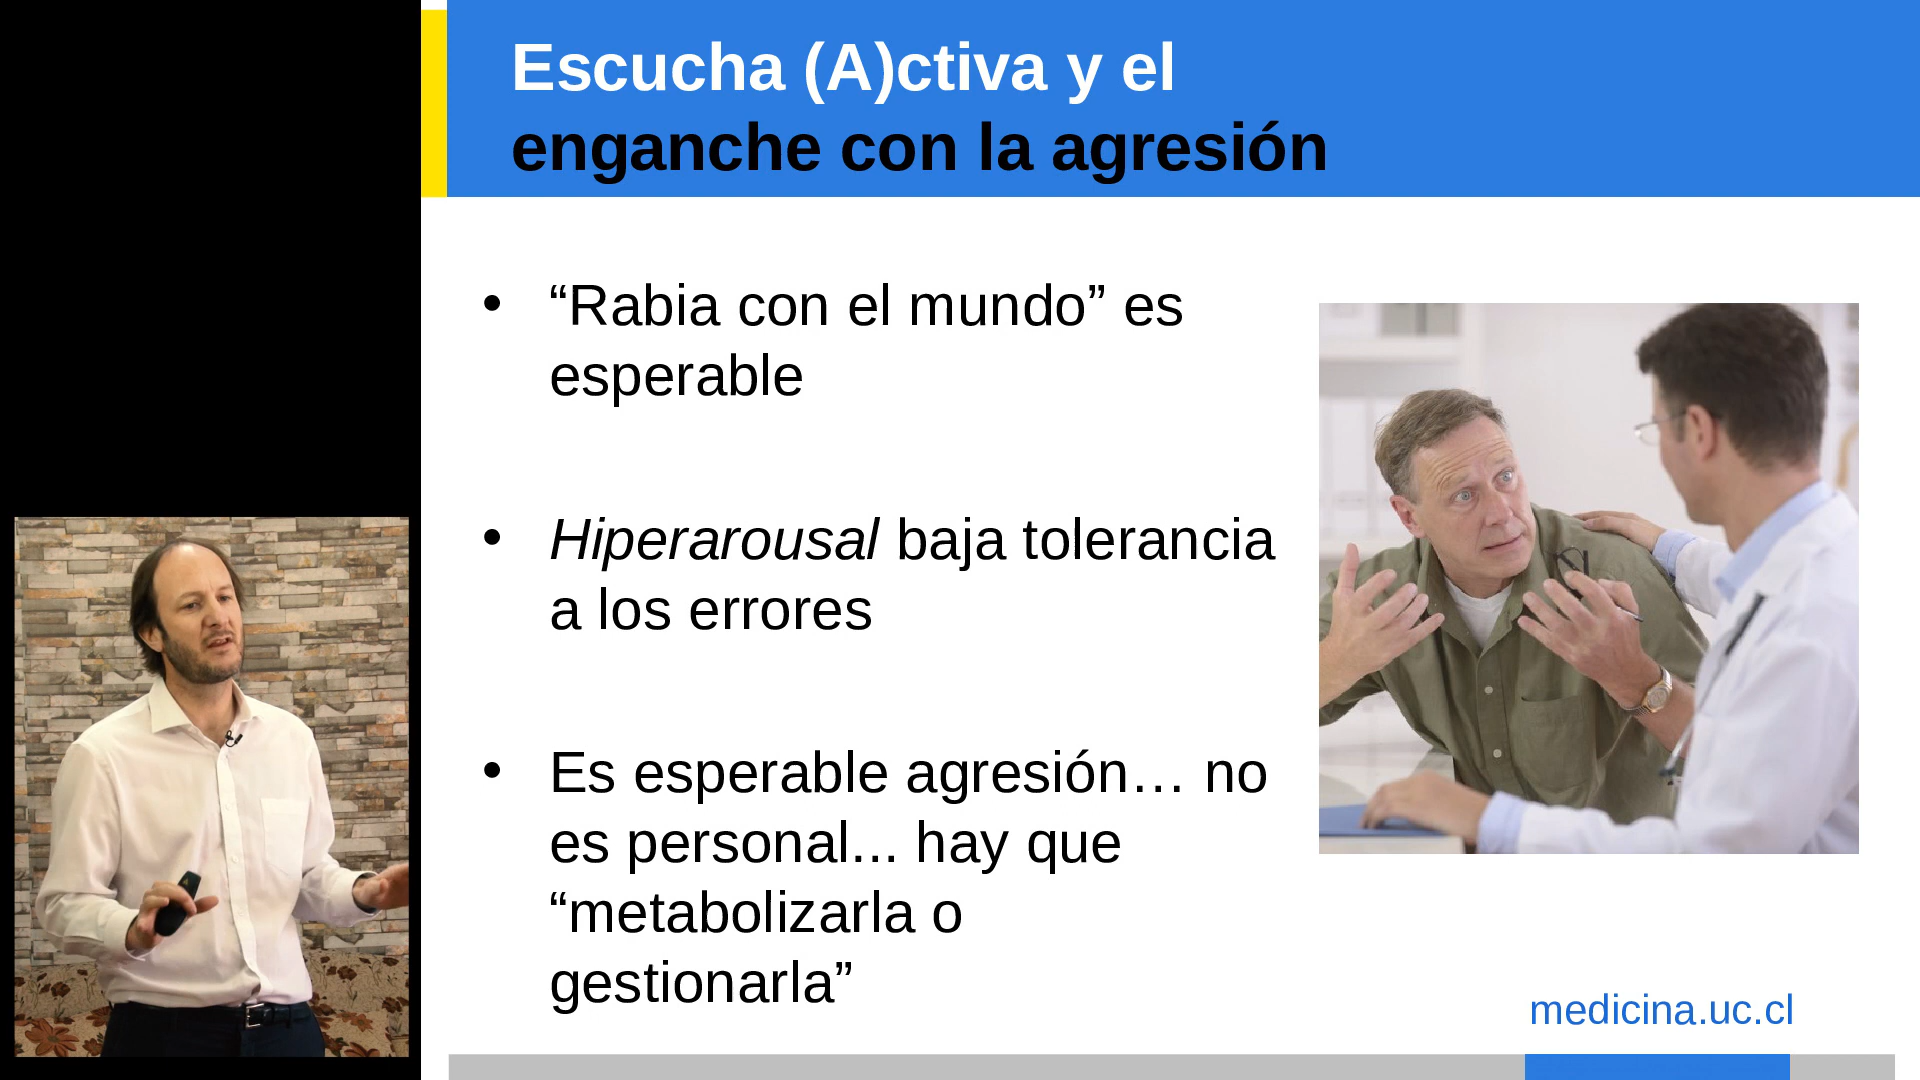 Escucha (A)ctiva y el
enganche con la agresión
• “Rabia con el mundo” es
esperable
• Hiperarousal baja tolerancia
a los errores
• Es esperable agresión… no
es personal... hay que
“metabolizarla o
gestionarla”
medicina.uc.cl